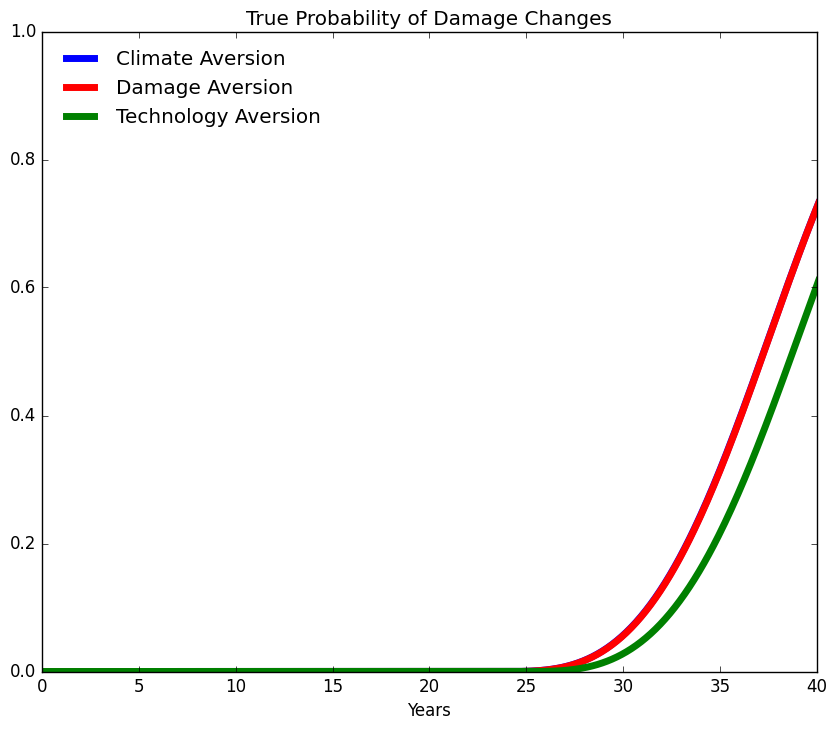 True Probability of Damage Changes
1.0
Climate Aversion
Damage Aversion
Technology Aversion
0.8
0.6
0.4
0.2
0.0
0 5 10 15 20 25 30 35 40
Years